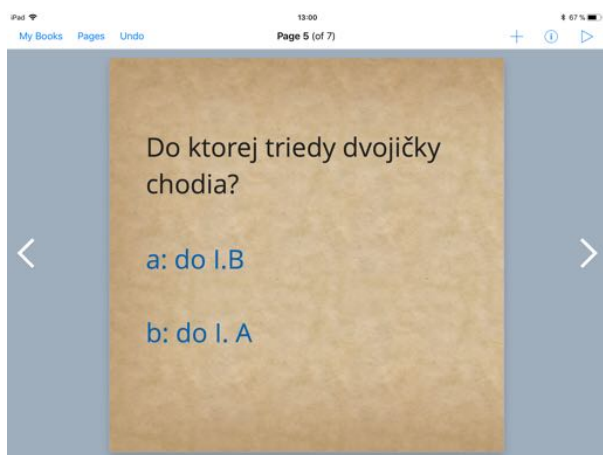 iPad 13:00 67 %
My Books Pages Undo Page 5 (of 7)
Do ktorej triedy dvojičky
chodia?
a: do I.B
b: do I. A